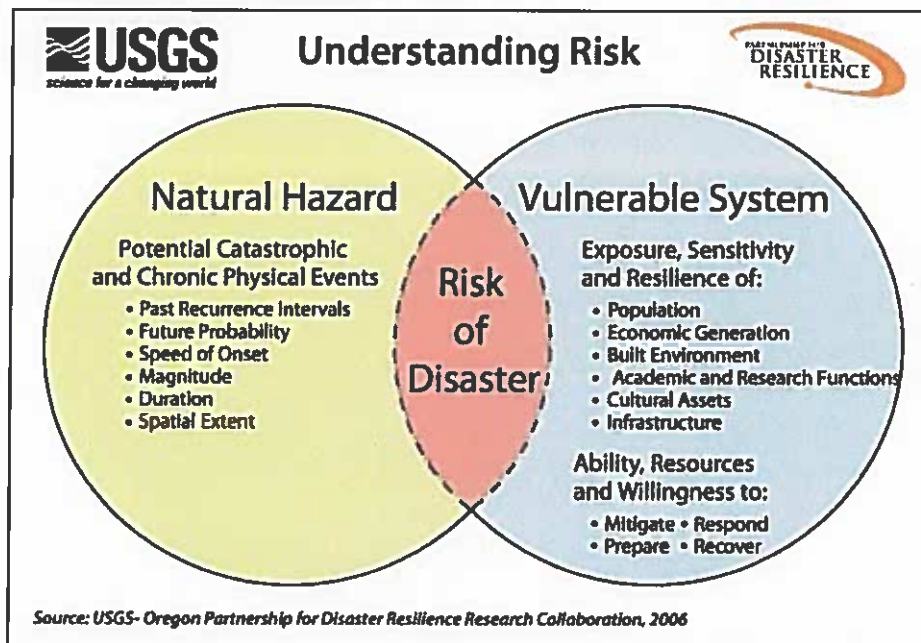 USGS
science for a changing world
Understanding Risk
PARTNERSHIP FOR
DISASTER
RESILIENCE
Natural Hazard
Potential Catastrophic
and Chronic Physical Events
• Past Recurrence Intervals
• Future Probability
• Speed of Onset
• Magnitude
• Duration
• Spatial Extent
Risk
of
Disaster
Vulnerable System
Exposure, Sensitivity
and Resilience of:
• Population
• Economic Generation
• Built Environment
• Academic and Research Functions
• Cultural Assets
• Infrastructure
Ability, Resources
and Willingness to:
• Mitigate • Respond
• Prepare • Recover
Source: USGS- Oregon Partnership for Disaster Resilience Research Collaboration, 2006